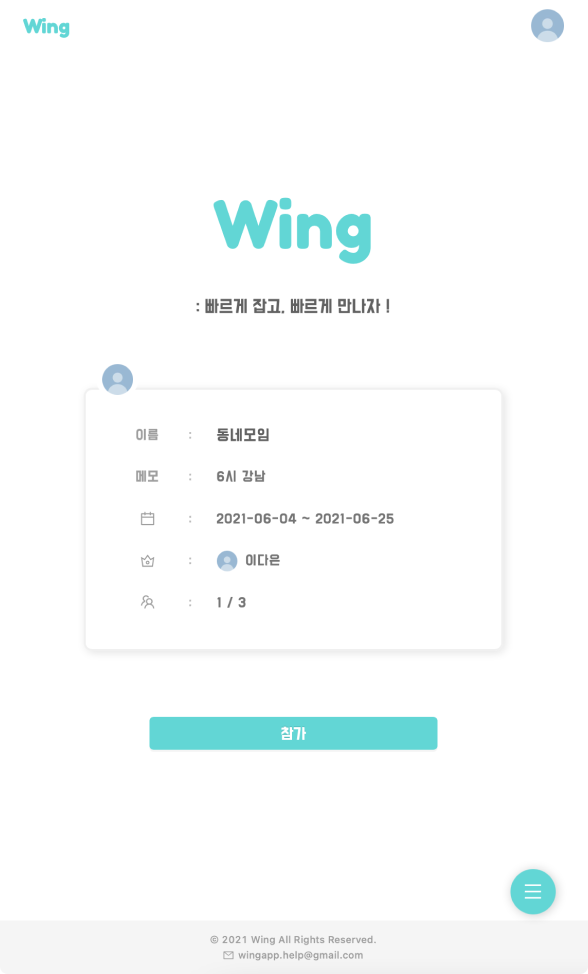 Wing
Wing
: 빠르게 잡고, 빠르게 만나자 !
이름 : 동네모임
메모 : 6시 강남
: 2021-06-04 ~ 2021-06-25
: 이다은
: 1 / 3
참가
© 2021 Wing All Rights Reserved.
wingapp.help@gmail.com